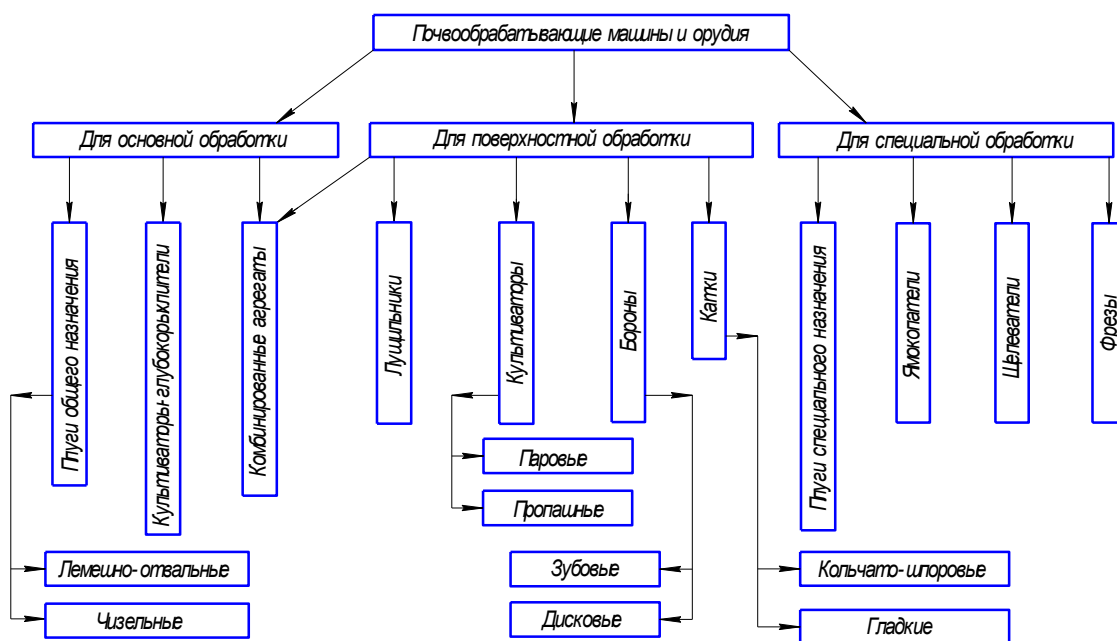 Почвообрабатывающие машины и орудия
Для основной обработки
Для поверхностной обработки
Для специальной обработки
Плуги общего назначения
Культиваторы глубокорыклители
Комбинированные агрегаты
Лущильники
Культиваторы
Бороны
Катки
Плуги специального назначения
Ямокопатели
Щелеватели
Фрезы
Паровые
Пропашные
Лемешно-отвальные
Зубовые
Кольчато-шпоровые
Чизельные
Дисковые
Гладкие